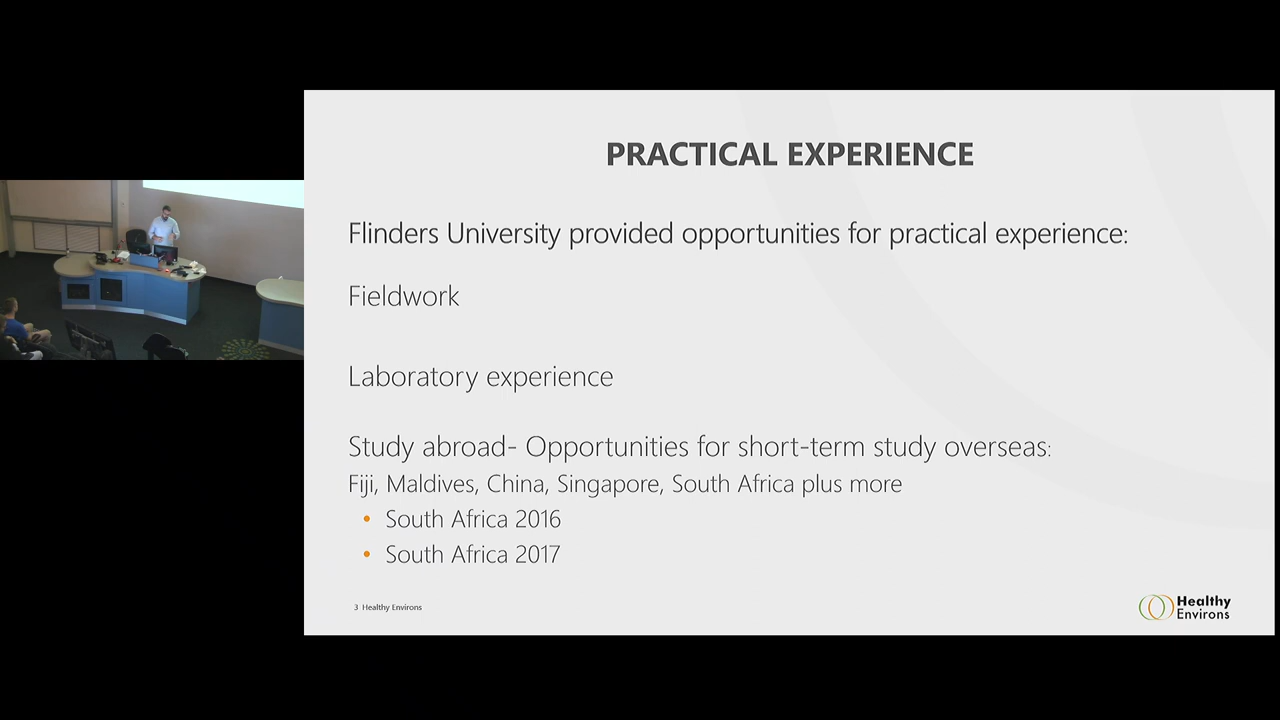 PRACTICAL EXPERIENCE
Flinders University provided opportunities for practical experience:
Fieldwork
Laboratory experience
Study abroad- Opportunities for short-term study overseas:
Fiji, Maldives, China, Singapore, South Africa plus more
• South Africa 2016
• South Africa 2017
3 Healthy Environs
Healthy
Environs